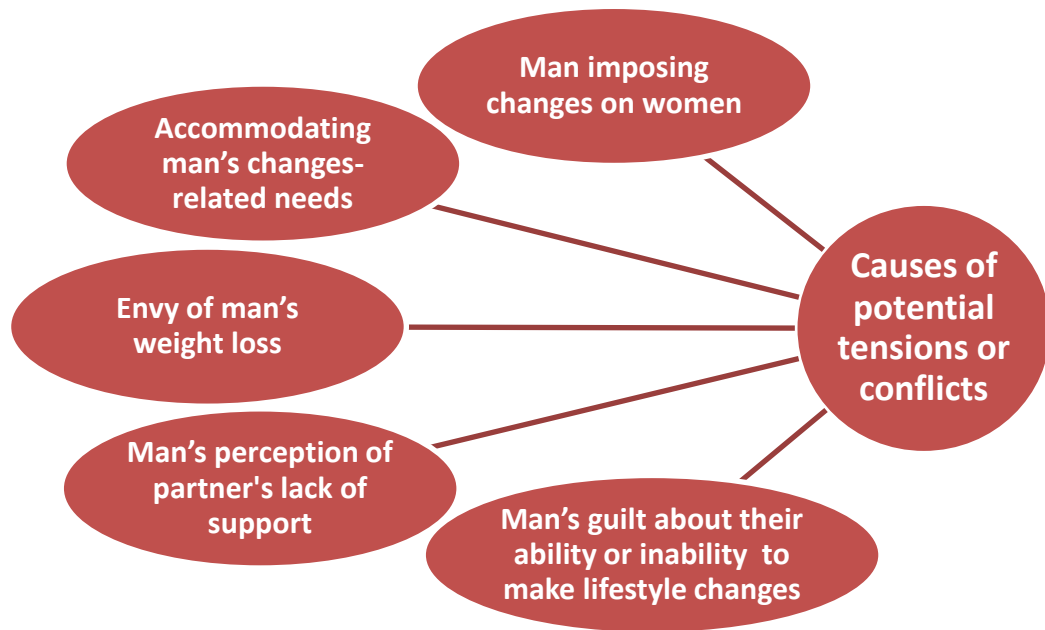 Man imposing
changes on women
Accommodating
man’s changes-
related needs
Envy of man’s
weight loss
Man’s perception of
partner's lack of
support
Man’s guilt about their
ability or inability  to
make lifestyle changes
Causes of
potential
tensions or
conflicts